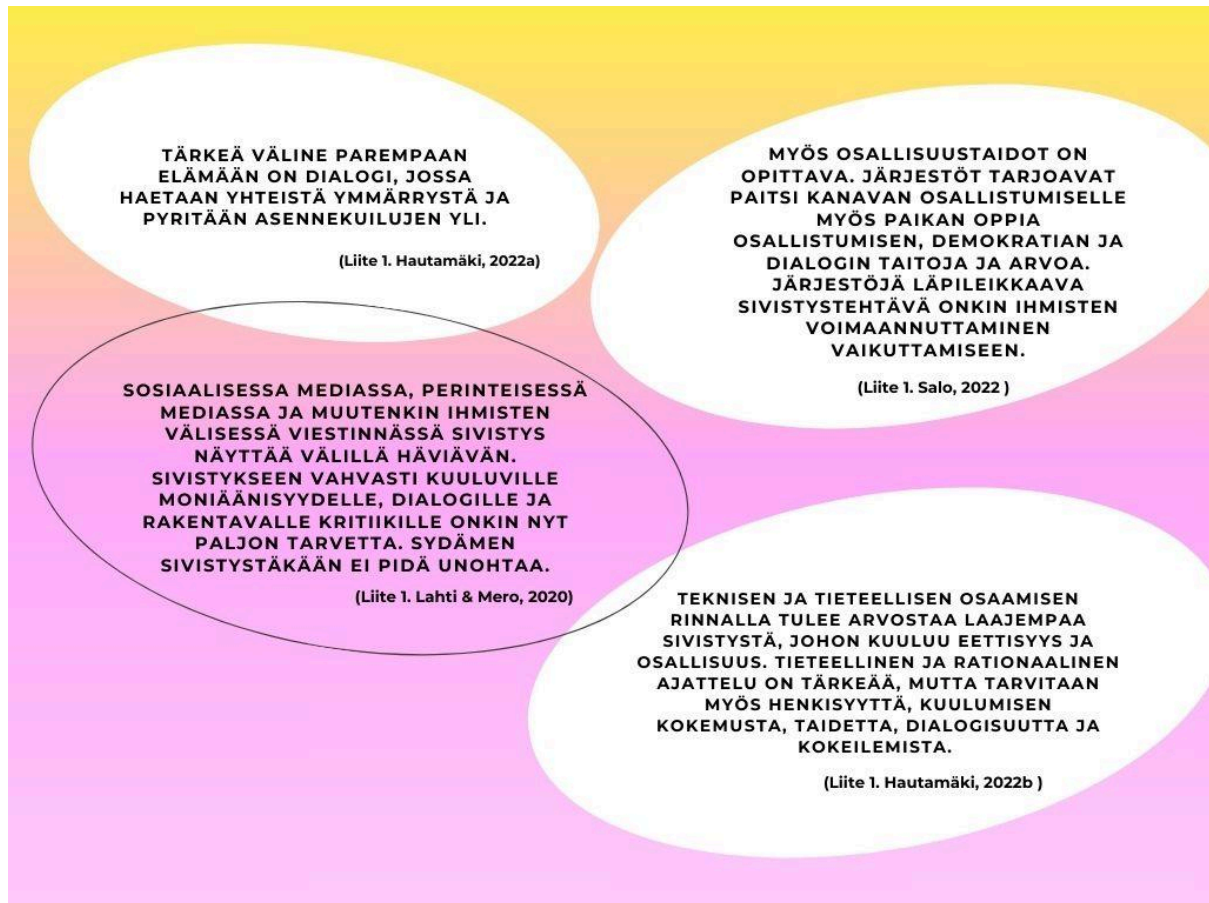 TÄRKEÄ VÄLINE PAREMPAAN
ELÄMÄÄN ON DIALOGI, JOSSA
HAETAAN YHTEISTÄ YMMÄRRYSTÄ JA
PYRITÄÄN ASENNEKUILUJEN YLI.
(Liite 1. Hautamäki, 2022a)
MYÖS OSALLISUUSTAIDOT ON
OPITTAVA. JÄRJESTÖT TARJOAVAT
PAITSI KANAVAN OSALLISTUMISELLE
MYÖS PAIKAN OPPIA
OSALLISTUMISEN, DEMOKRATIAN JA
DIALOGIN TAITOJA JA ARVOA.
JÄRJESTÖJÄ LÄPILEIKKAAVA
SIVISTYSTEHTÄVÄ ONKIN IHMISTEN
VOIMAANNUTTAMINEN
VAIKUTTAMISEEN.
(Liite 1. Salo, 2022 )
SOSIAALISESSA MEDIASSA, PERINTEISESSÄ
MEDIASSA JA MUUTENKIN IHMISTEN
VÄLISESSÄ VIESTINNÄSSÄ SIVISTYS
NÄYTTÄÄ VÄLILLÄ HÄVIÄVÄN.
SIVISTYKSEEN VAHVASTI KUULUVILLE
MONIÄÄNISYYDELLE, DIALOGILLE JA
RAKENTAVALLE KRITIIKILLE ONKIN NYT
PALJON TARVETTA. SYDÄMEN
SIVISTYSTÄKÄÄN EI PIDÄ UNOHTAA.
(Liite 1. Lahti & Mero, 2020)
TEKNISEN JA TIETEELLISEN OSAAMISEN
RINNALLA TULEE ARVOSTAA LAAJEMPAA
SIVISTYSTÄ, JOHON KUULUU EETTISYYS JA
OSALLISUUS. TIETEELLINEN JA RATIONAALINEN
AJATTELU ON TÄRKEÄÄ, MUTTA TARVITAAN
MYÖS HENKISYYTTÄ, KUULUMISEN
KOKEMUSTA, TAIDETTA, DIALOGISUUTTA JA
KOKEILEMISTA.
(Liite 1. Hautamäki, 2022b )